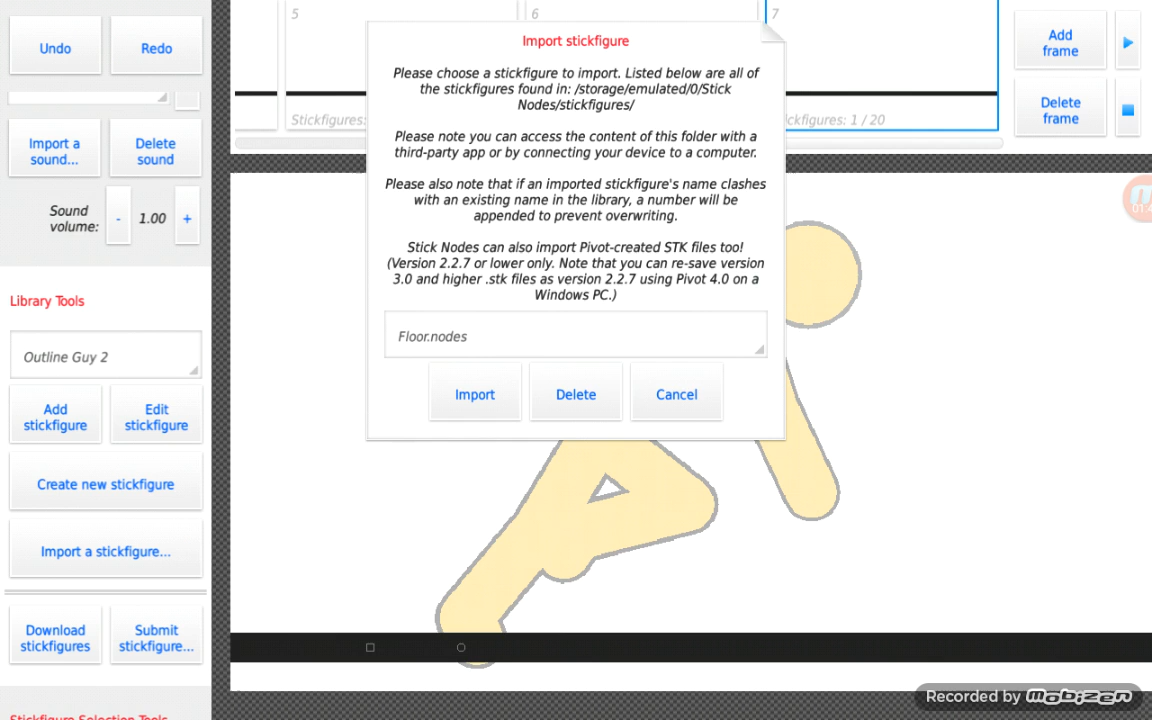 Undo
Redo
Import a
sound...
Delete
sound
Sound
volume:
-
1.00
+
Library Tools
Outline Guy 2
Add
stickfigure
Edit
stickfigure
Create new stickfigure
Import a stickfigure...
Download
stickfigures
Submit
stickfigure...
Stickfigure Selection Tools
5
6
7
Stickfigures:
ckfigures: 1 / 20
Add
frame
Delete
frame
Import stickfigure
Please choose a stickfigure to import. Listed below are all of
the stickfigures found in: /storage/emulated/0/Stick
Nodes/stickfigures/
Please note you can access the content of this folder with a
third-party app or by connecting your device to a computer.
Please also note that if an imported stickfigure's name clashes
with an existing name in the library, a number will be
appended to prevent overwriting.
Stick Nodes can also import Pivot-created STK files too!
(Version 2.2.7 or lower only. Note that you can re-save version
3.0 and higher .stk files as version 2.2.7 using Pivot 4.0 on a
Windows PC.)
Floor.nodes
Import
Delete
Cancel
Recorded by mobizen